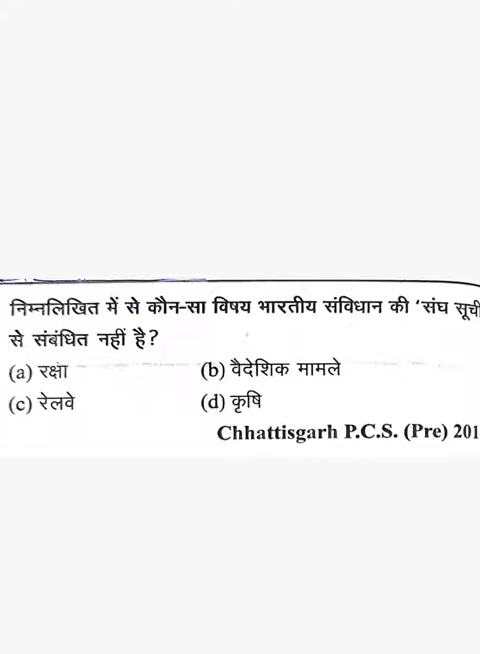 निम्नलिखित में से कौन-सा विषय भारतीय संविधान की 'संघ सूची
से संबंधित नहीं है?
(a) रक्षा (b) वैदेशिक मामले
(c) रेलवे (d) कृषि
Chhattisgarh P.C.S. (Pre) 201